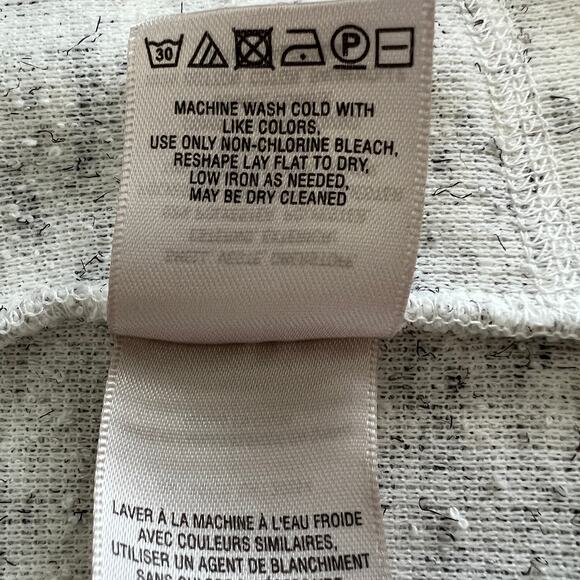 30 P
MACHINE WASH COLD WITH
LIKE COLORS,
USE ONLY NON-CHLORINE BLEACH,
RESHAPE LAY FLAT TO DRY,
LOW IRON AS NEEDED,
MAY BE DRY CLEANED
LAVER À LA MACHINE À L'EAU FROIDE
AVEC COULEURS SIMILAIRES,
UTILISER UN AGENT DE BLANCHIMENT
SANS